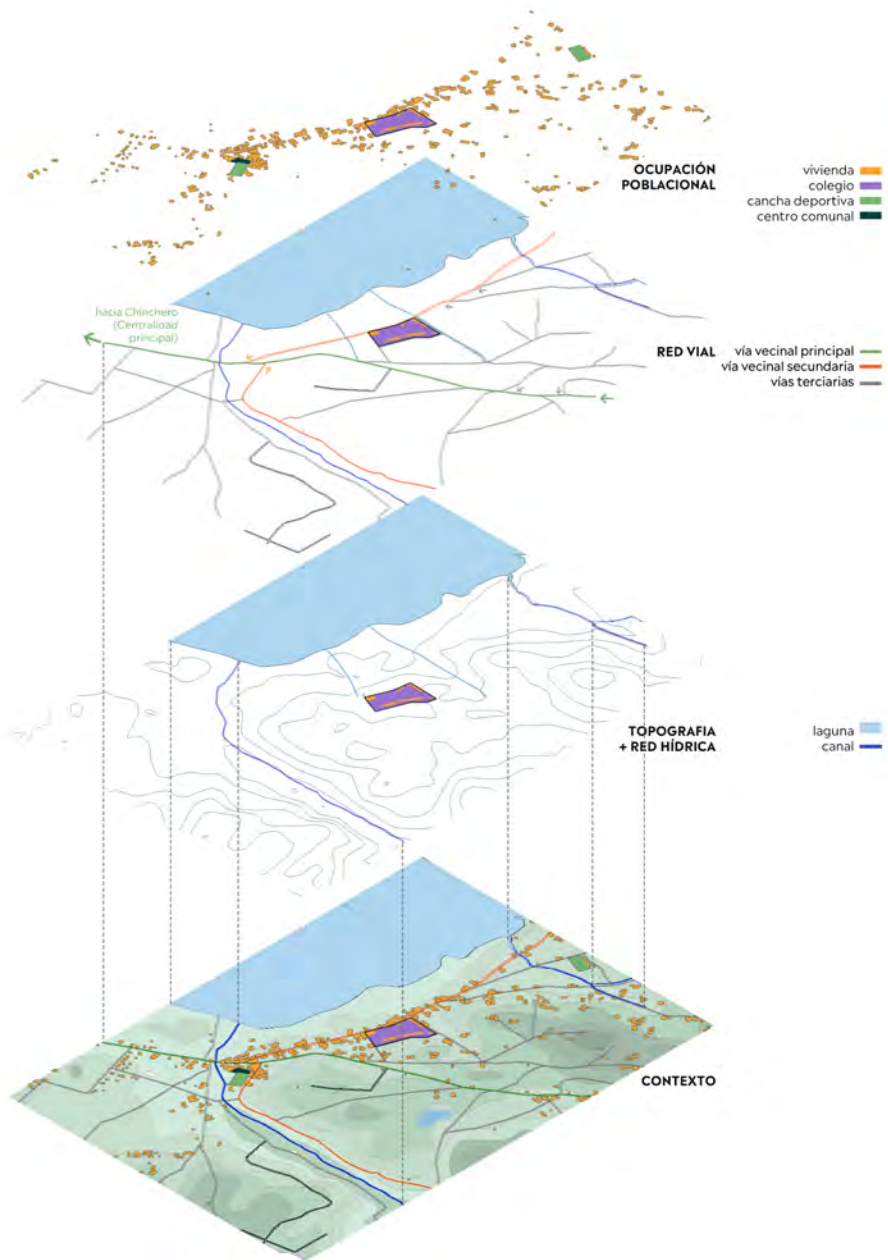 OCUPACIÓN
POBLACIONAL
vivienda
colegio
cancha deportiva
centro comunal
hacia Chinchero
(Centralidad
principal)
RED VIAL
vía vecinal principal
vía vecinal secundaria
vías terciarias
TOPOGRAFIA
+ RED HÍDRICA
laguna
canal
CONTEXTO